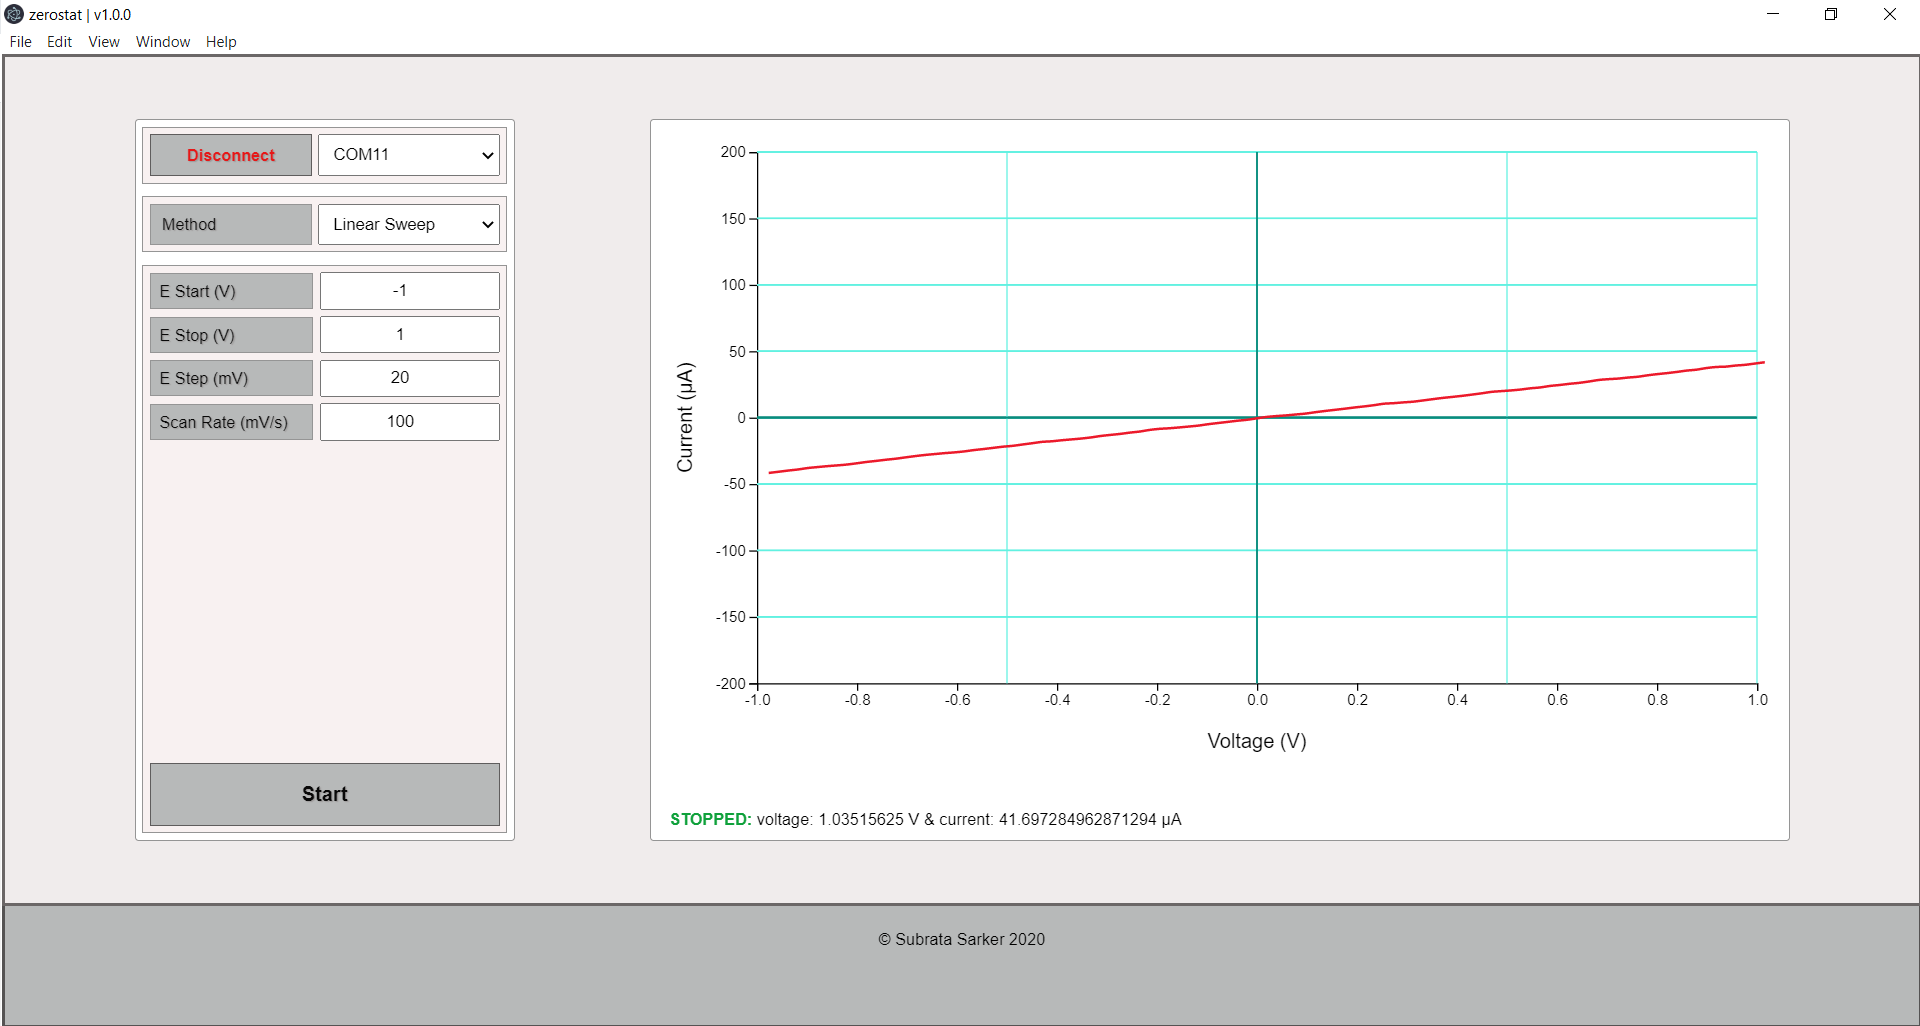 zerostat | v1.0.0
File Edit View Window Help
Disconnect COM11
Method Linear Sweep
E Start (V) -1
E Stop (V) 1
E Step (mV) 20
Scan Rate (mV/s) 100
Start
Current (µA)
200
150
100
50
0
-50
-100
-150
-200
-1.0 -0.8 -0.6 -0.4 -0.2 0.0 0.2 0.4 0.6 0.8 1.0
Voltage (V)
STOPPED: voltage: 1.03515625 V & current: 41.697284962871294 µA
© Subrata Sarker 2020